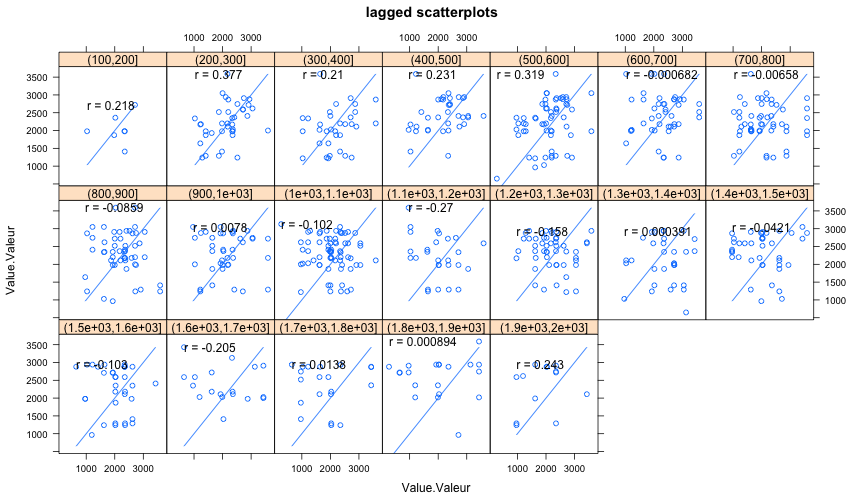 lagged scatterplots
1000 2000 3000 1000 2000 3000 1000 2000 3000
(100,200] (200,300] (300,400] (400,500] (500,600] (600,700] (700,800]
3500
3000
2500
2000
1500
1000
r = 0.218 r = 0.377 r = 0.21 r = 0.231 r = 0.319 r = -0.00682 r = -0.00658
(800,900] (900,1e+03] (1e+03,1.1e+03] (1.1e+03,1.2e+03] (1.2e+03,1.3e+03] (1.3e+03,1.4e+03] (1.4e+03,1.5e+03]
r = -0.0859 r = 0.0078 r = -0.102 r = -0.27 r = -0.158 r = 0.000391 r = -0.0421
3500
3000
2500
2000
1500
1000
(1.5e+03,1.6e+03] (1.6e+03,1.7e+03] (1.7e+03,1.8e+03] (1.8e+03,1.9e+03] (1.9e+03,2e+03]
3500
3000
2500
2000
1500
1000
r = -0.103 r = -0.205 r = 0.0138 r = 0.000894 r = 0.243
1000 2000 3000 1000 2000 3000 1000 2000 3000
Value.Valeur
Value.Valeur